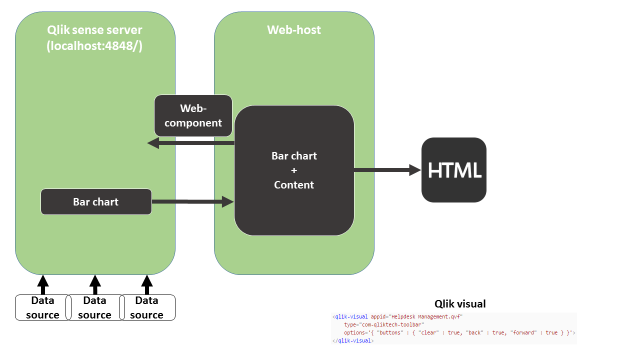 Qlik sense server
(localhost:4848/)
Web-host
Web-
component
Bar chart
+
Content
HTML
Bar chart
Data
source
Data
source
Data
source
Qlik visual
<qlik-visual appid="Helpdesk Management.qvf"
type="com-qliktech-toolbar"
options='{ "buttons" : { "clear" : true, "back" : true, "forward" : true } }'>
</qlik-visual>